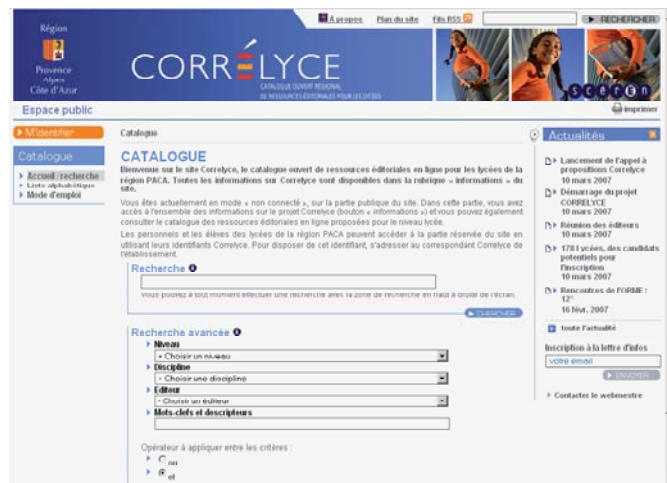 Région
Provence
Alpes
Côte d'Azur
A propos
Plan du site
Fils RSS
RECHERCHER
CORRÉLYCE
CATALOGUE OUVERT REGIONAL
DE RESSOURCES ÉDITORIALES POUR LES LYCÉES
scérén
Espace public
imprimer
M'identifier
Catalogue
Accueil / recherche
Liste alphabétique
Mode d'emploi
Catalogue
CATALOGUE
Bienvenue sur le site Correlyce, le catalogue ouvert de ressources éditoriales en ligne pour les lycées de la
région PACA. Toutes les informations sur Correlyce sont disponibles dans la rubrique « informations » du
site.
Vous êtes actuellement en mode « non connecté », sur la partie publique du site. Dans cette partie, vous avez
accès à l'ensemble des informations sur le projet Correlyce (bouton « informations ») et vous pouvez également
consulter le catalogue des ressources éditoriales en ligne proposées pour le niveau lycée.
Les personnels et les élèves des lycées de la région PACA peuvent accéder à la partie réservée du site en
utilisant leurs identifiants Correlyce. Pour disposer de cet identifiant, s'adresser au correspondant Correlyce de
l'établissement.
Recherche
vous pouvez à tout moment effectuer une recherche avec la zone de recherche en haut à droite de l'écran.
CHERCHER
Recherche avancée
Niveau
- Choisir un niveau
Discipline
- Choisir une discipline
Editeur
- Choisir un éditeur
Mots-clefs et descripteurs
Opérateur à appliquer entre les critères :
ou
et
Actualités
Lancement de l'appel à
propositions Correlyce
10 mars 2007
Démarrage du projet
CORRELYCE
10 mars 2007
Réunion des éditeurs
10 mars 2007
178 Lycées, des candidats
potentiels pour
l'inscription
10 mars 2007
Rencontres de l'ORME :
12°
16 févr. 2007
toute l'actualité
Inscription à la lettre d'infos
votre email
ENVOYER
Contacter le webmestre